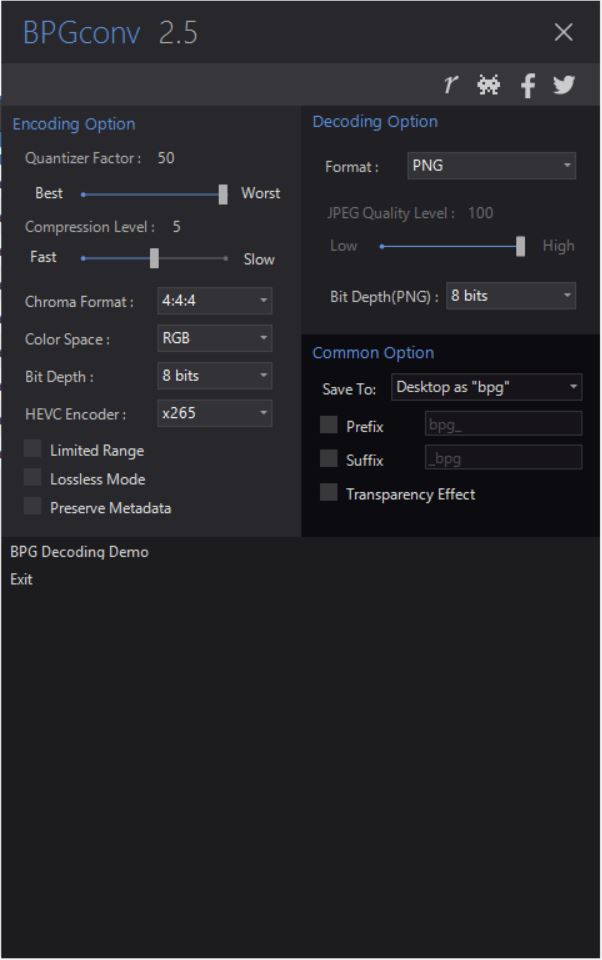 BPGconv 2.5
Encoding Option
Quantizer Factor : 50
Best Worst
Compression Level : 5
Fast Slow
Chroma Format : 4:4:4
Color Space : RGB
Bit Depth : 8 bits
HEVC Encoder : x265
Limited Range
Lossless Mode
Preserve Metadata
Decoding Option
Format : PNG
JPEG Quality Level : 100
Low High
Bit Depth(PNG) : 8 bits
Common Option
Save To: Desktop as "bpg"
Prefix bpg_
Suffix _bpg
Transparency Effect
BPG Decoding Demo
Exit